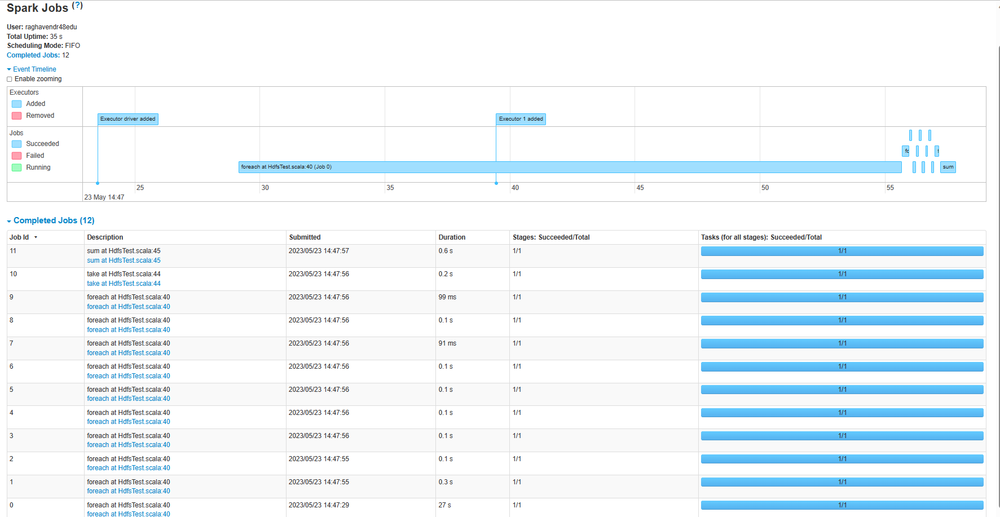 Spark Jobs (?)
User: raghavendr48edu
Total Uptime: 35 s
Scheduling Mode: FIFO
Completed Jobs: 12
Event Timeline
Enable zooming
Executors
Added
Removed
Executor driver added
Executor 1 added
Jobs
Succeeded
Failed
Running
foreach at HdfsTest.scala:40 (Job 0)
sum
25 30 35 40 45 50 55
23 May 14:47
Completed Jobs (12)
Job Id Description Submitted Duration Stages: Succeeded/Total Tasks (for all stages): Succeeded/Total
11 sum at HdfsTest.scala:45 2023/05/23 14:47:57 0.6 s 1/1 1/1
sum at HdfsTest.scala:45
10 take at HdfsTest.scala:44 2023/05/23 14:47:56 0.2 s 1/1 1/1
take at HdfsTest.scala:44
9 foreach at HdfsTest.scala:40 2023/05/23 14:47:56 99 ms 1/1 1/1
foreach at HdfsTest.scala:40
8 foreach at HdfsTest.scala:40 2023/05/23 14:47:56 0.1 s 1/1 1/1
foreach at HdfsTest.scala:40
7 foreach at HdfsTest.scala:40 2023/05/23 14:47:56 91 ms 1/1 1/1
foreach at HdfsTest.scala:40
6 foreach at HdfsTest.scala:40 2023/05/23 14:47:56 0.1 s 1/1 1/1
foreach at HdfsTest.scala:40
5 foreach at HdfsTest.scala:40 2023/05/23 14:47:56 0.1 s 1/1 1/1
foreach at HdfsTest.scala:40
4 foreach at HdfsTest.scala:40 2023/05/23 14:47:56 0.1 s 1/1 1/1
foreach at HdfsTest.scala:40
3 foreach at HdfsTest.scala:40 2023/05/23 14:47:56 0.1 s 1/1 1/1
foreach at HdfsTest.scala:40
2 foreach at HdfsTest.scala:40 2023/05/23 14:47:55 0.1 s 1/1 1/1
foreach at HdfsTest.scala:40
1 foreach at HdfsTest.scala:40 2023/05/23 14:47:55 0.3 s 1/1 1/1
foreach at HdfsTest.scala:40
0 foreach at HdfsTest.scala:40 2023/05/23 14:47:29 27 s 1/1 1/1
foreach at HdfsTest.scala:40